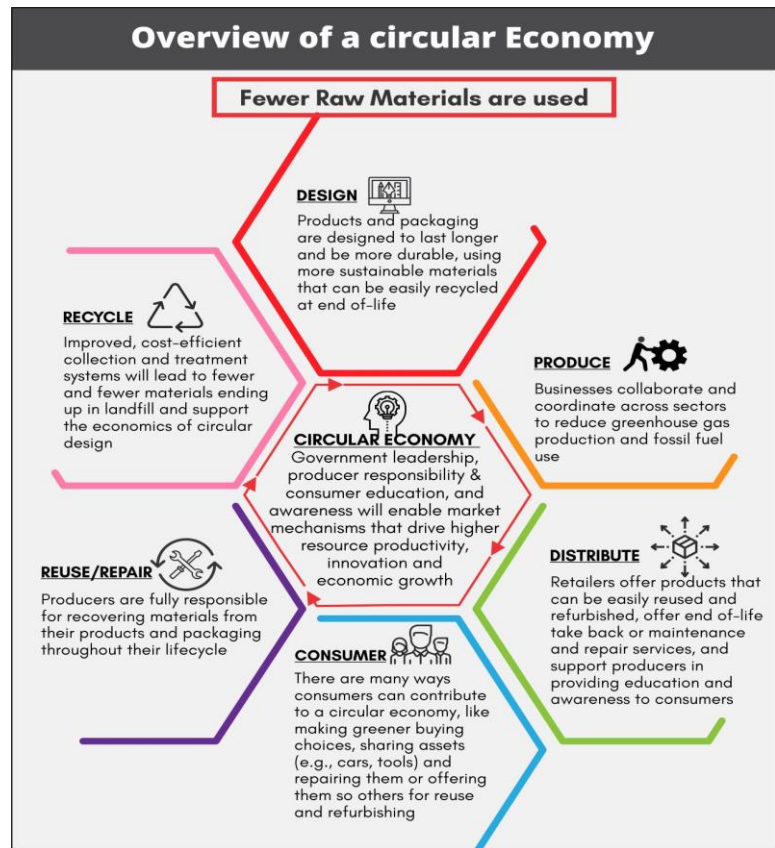 Overview of a circular Economy
Fewer Raw Materials are used
DESIGN
Products and packaging
are designed to last longer
and be more durable, using
more sustainable materials
that can be easily recycled
at end of-life
PRODUCE
Businesses collaborate and
coordinate across sectors
to reduce greenhouse gas
production and fossil fuel
use
DISTRIBUTE
Retailers offer products that
can be easily reused and
refurbished, offer end of-life
take back or maintenance
and repair services, and
support producers in
providing education and
awareness to consumers
CONSUMER
There are many ways
consumers can contribute
to a circular economy, like
making greener buying
choices, sharing assets
(e.g., cars, tools) and
repairing them or offering
them so others for reuse
and refurbishing
REUSE/REPAIR
Producers are fully responsible
for recovering materials from
their products and packaging
throughout their lifecycle
RECYCLE
Improved, cost-efficient
collection and treatment
systems will lead to fewer
and fewer materials ending
up in landfill and support
the economics of circular
design
CIRCULAR ECONOMY
Government leadership,
producer responsibility &
consumer education, and
awareness will enable market
mechanisms that drive higher
resource productivity,
innovation and
economic growth